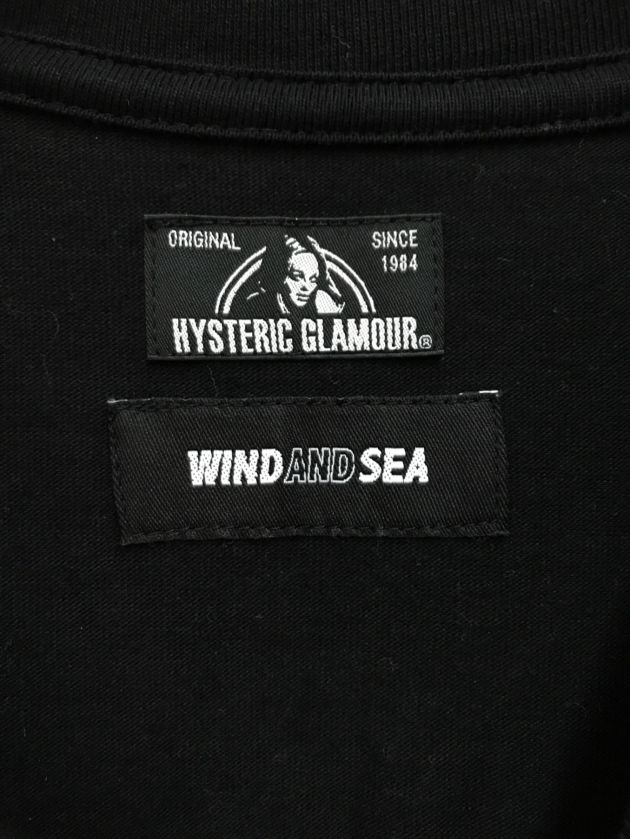 ORIGINAL SINCE
1984
HYSTERIC GLAMOUR®
WINDANDSEA